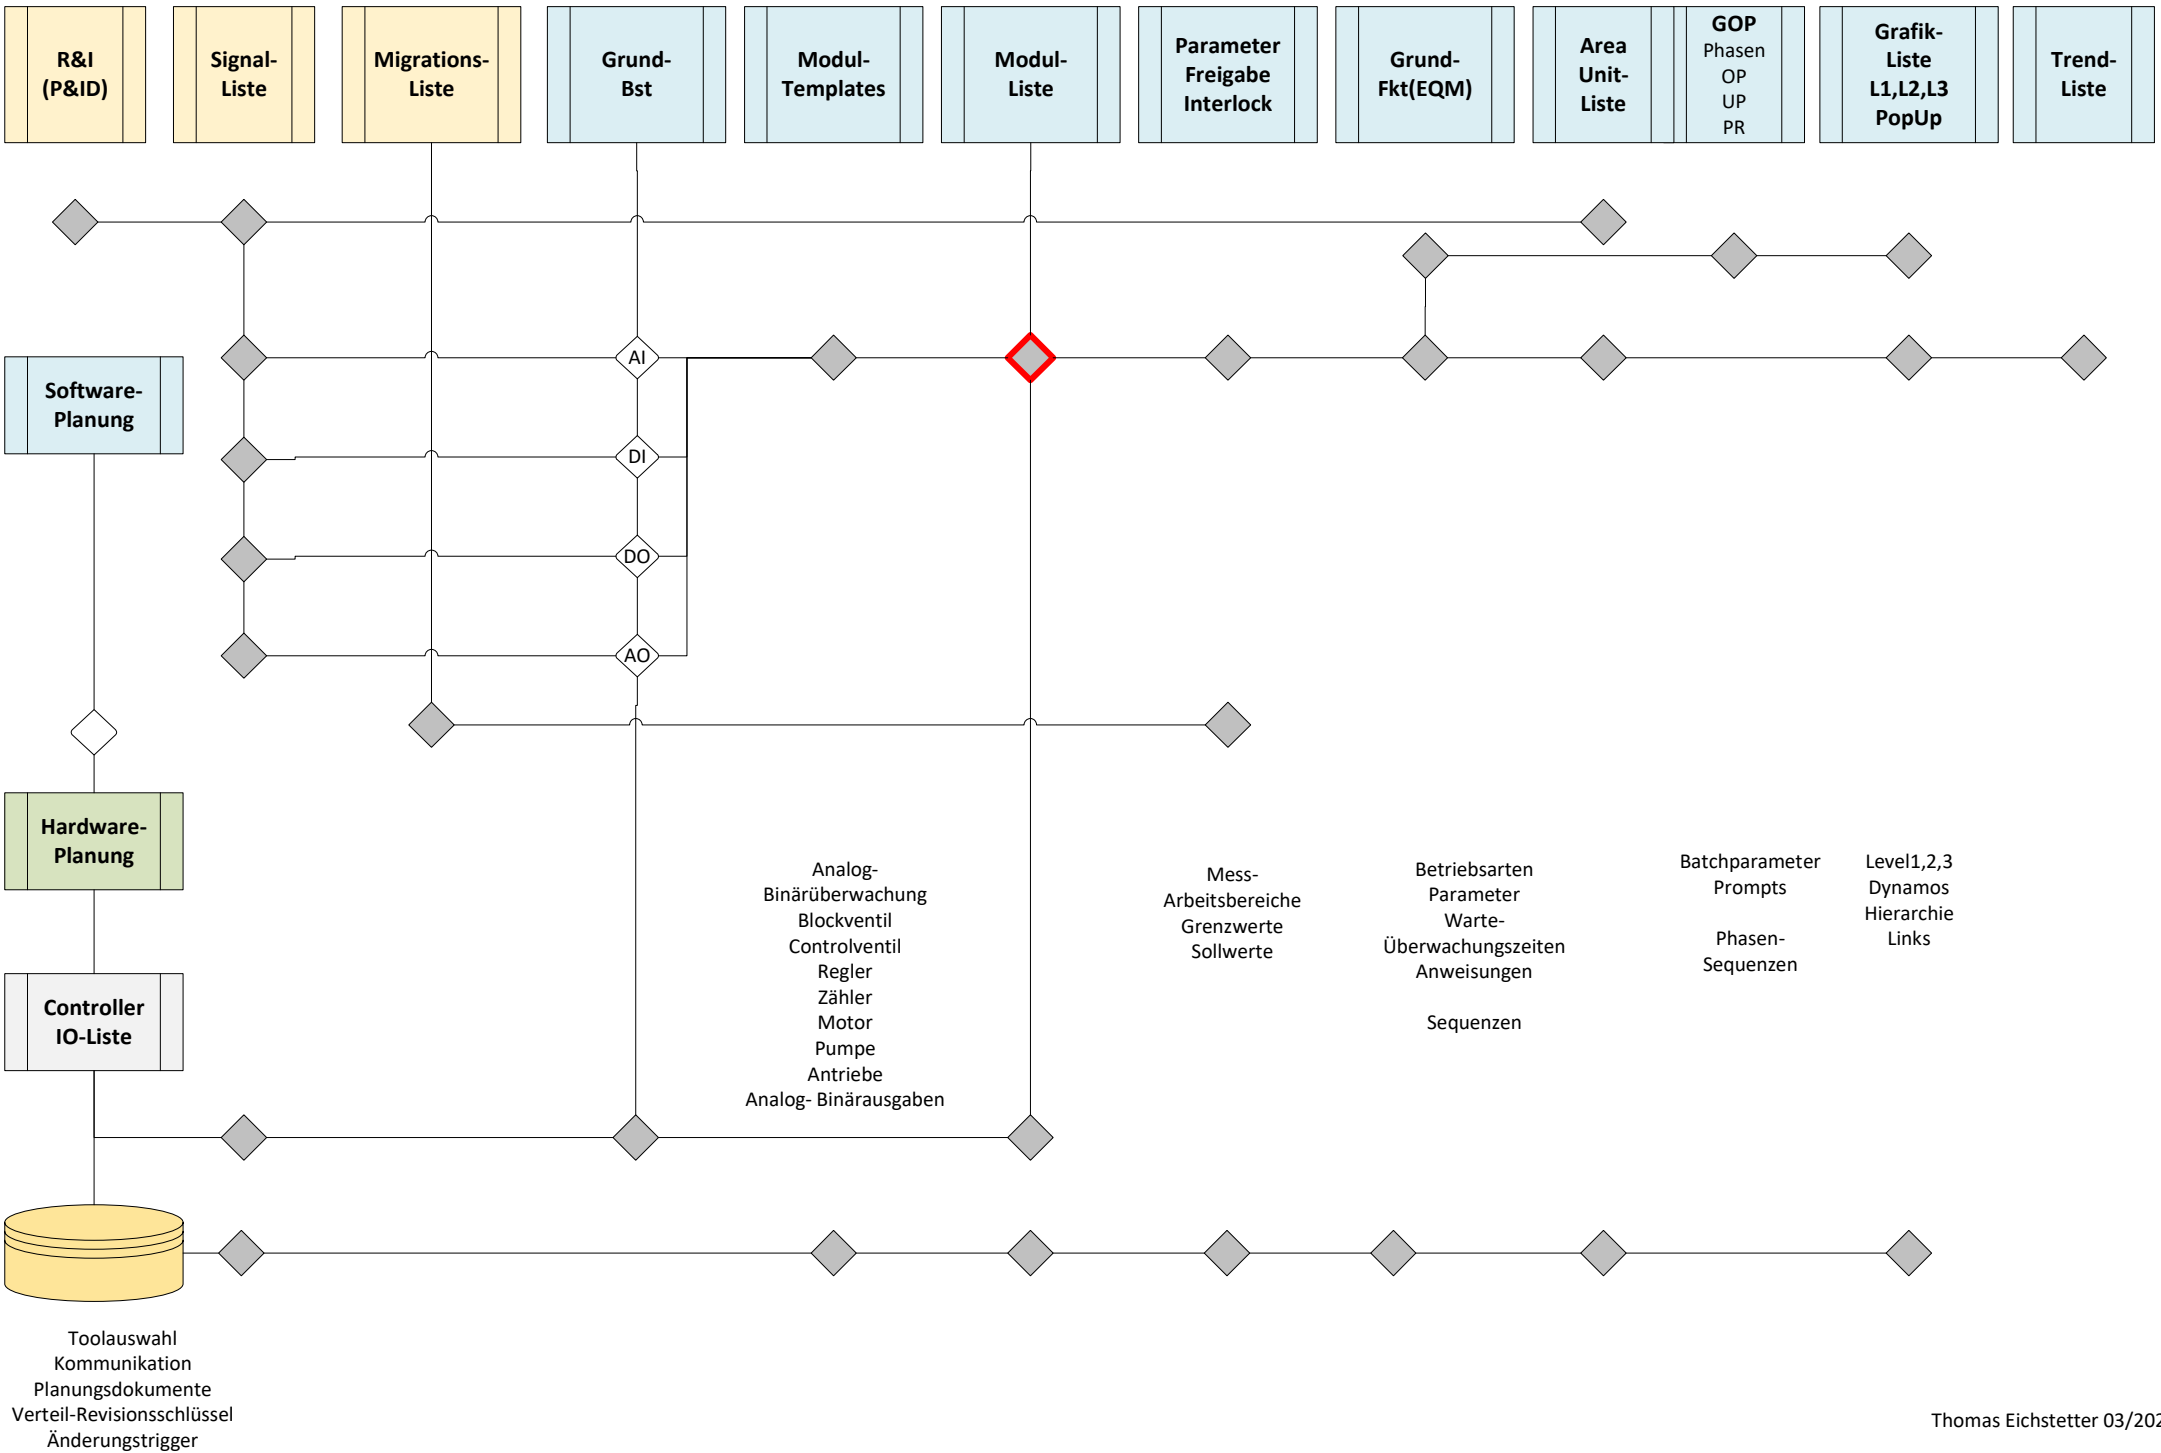 R&I
(P&ID)
Signal-
Liste
Migrations-
Liste
Grund-
Bst
Modul-
Templates
Modul-
Liste
Parameter
Freigabe
Interlock
Grund-
Fkt(EQM)
Area
Unit-
Liste
GOP
Phasen
OP
UP
PR
Grafik-
Liste
L1,L2,L3
PopUp
Trend-
Liste
AI
DI
DO
AO
Software-
Planung
Hardware-
Planung
Controller
IO-Liste
Analog-
Binärüberwachung
Blockventil
Controlventil
Regler
Zähler
Motor
Pumpe
Antriebe
Analog- Binärausgaben
Mess-
Arbeitsbereiche
Grenzwerte
Sollwerte
Betriebsarten
Parameter
Warte-
Überwachungszeiten
Anweisungen
Sequenzen
Batchparameter
Prompts
Phasen-
Sequenzen
Level1,2,3
Dynamos
Hierarchie
Links
Toolauswahl
Kommunikation
Planungsdokumente
Verteil-Revisionsschlüssel
Änderungstrigger
Thomas Eichstetter 03/202